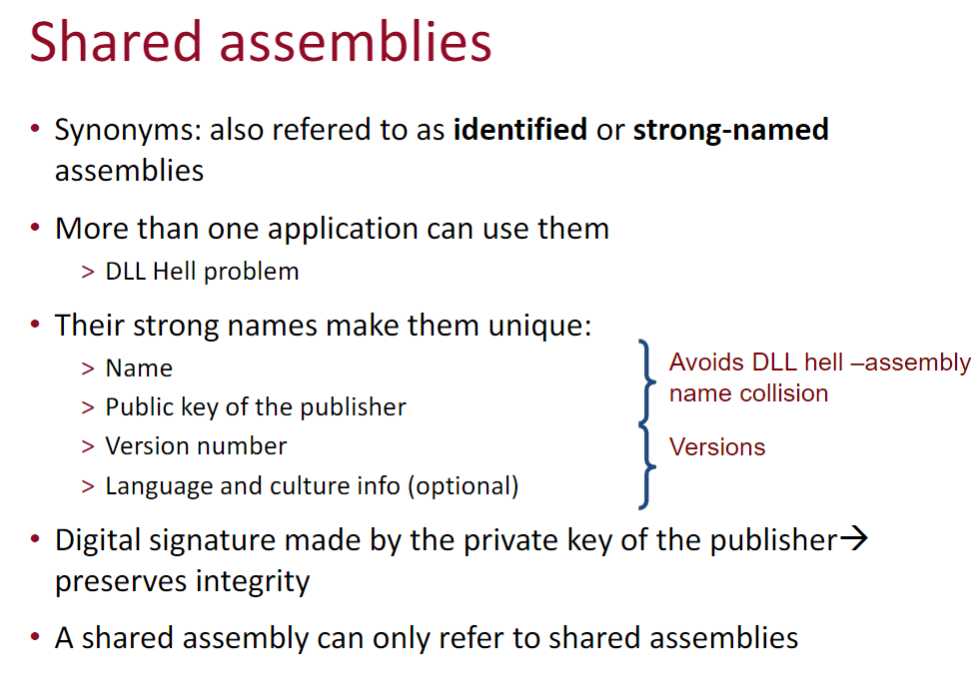 Shared assemblies
• Synonyms: also refered to as identified or strong-named
assemblies
• More than one application can use them
> DLL Hell problem
• Their strong names make them unique:
> Name
> Public key of the publisher
> Version number
> Language and culture info (optional)
Avoids DLL hell –assembly
name collision
Versions
• Digital signature made by the private key of the publisher→
preserves integrity
• A shared assembly can only refer to shared assemblies